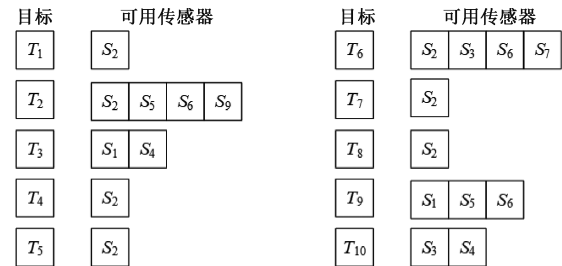 目标 可用传感器
T1 S2
T2 S2 S5 S6 S9
T3 S1 S4
T4 S2
T5 S2
目标 可用传感器
T6 S2 S3 S6 S7
T7 S2
T8 S2
T9 S1 S5 S6
T10 S3 S4